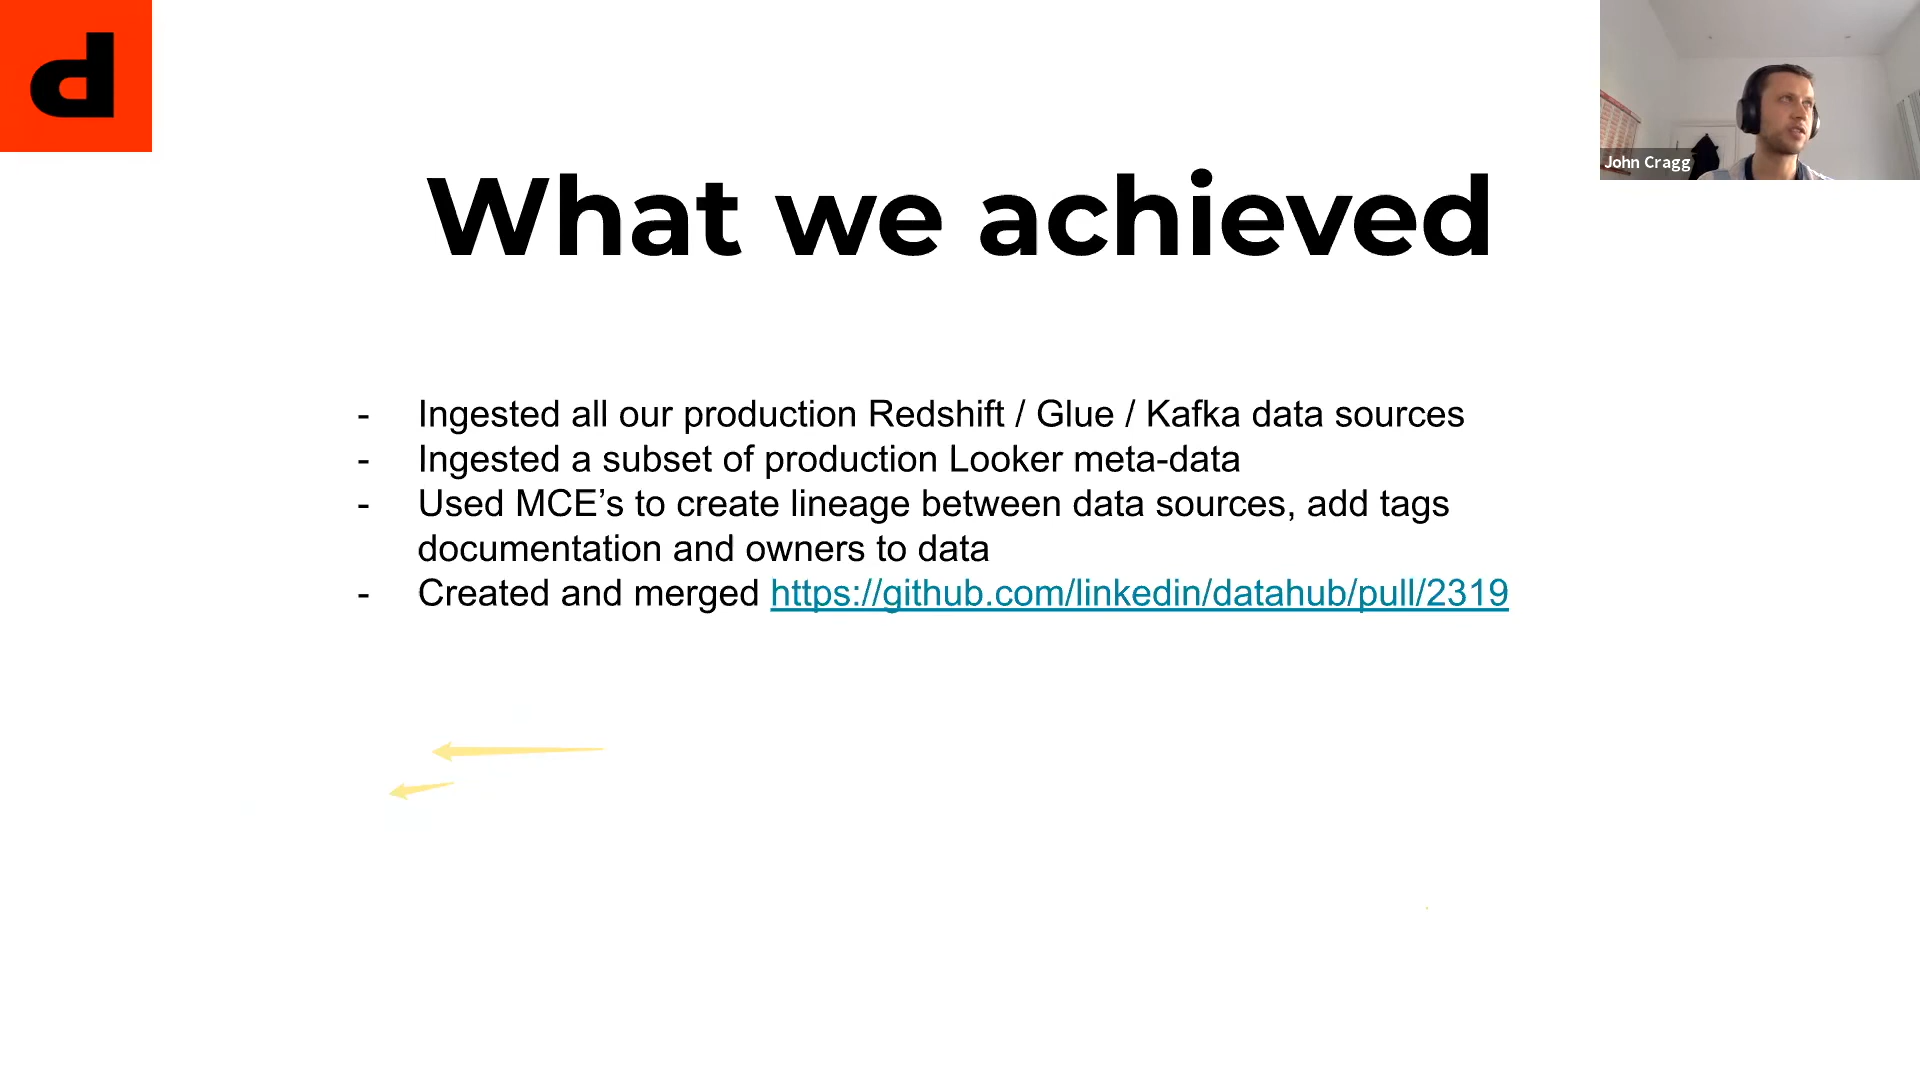 d
John Cragg
What we achieved
- Ingested all our production Redshift / Glue / Kafka data sources
- Ingested a subset of production Looker meta-data
- Used MCE’s to create lineage between data sources, add tags
documentation and owners to data
- Created and merged https://github.com/linkedin/datahub/pull/2319